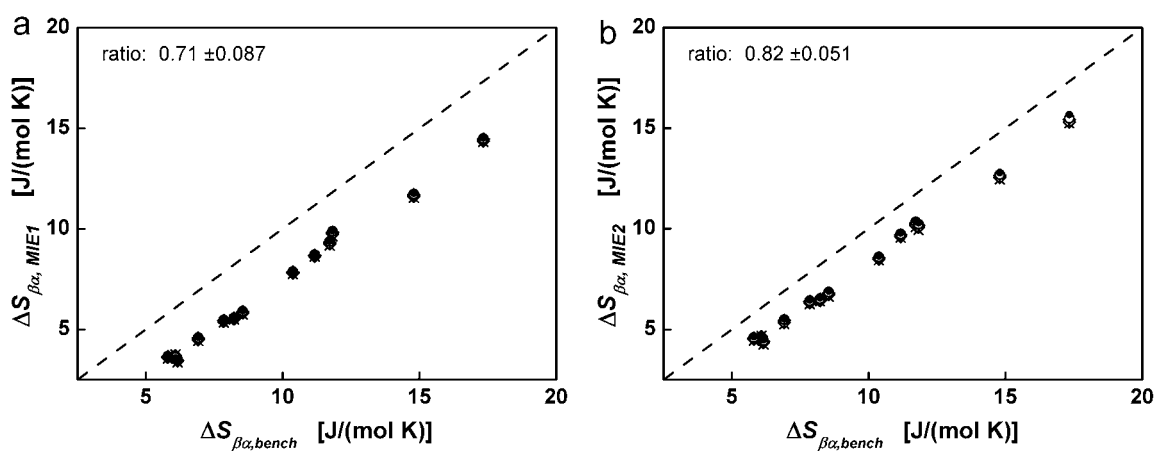 a
ratio: 0.71 ±0.087
20
15
10
5
5 10 15 20
ΔSβα, MIE1 [J/(mol K)]
ΔSβα,bench [J/(mol K)]
b
ratio: 0.82 ±0.051
20
15
10
5
5 10 15 20
ΔSβα, MIE2 [J/(mol K)]
ΔSβα,bench [J/(mol K)]